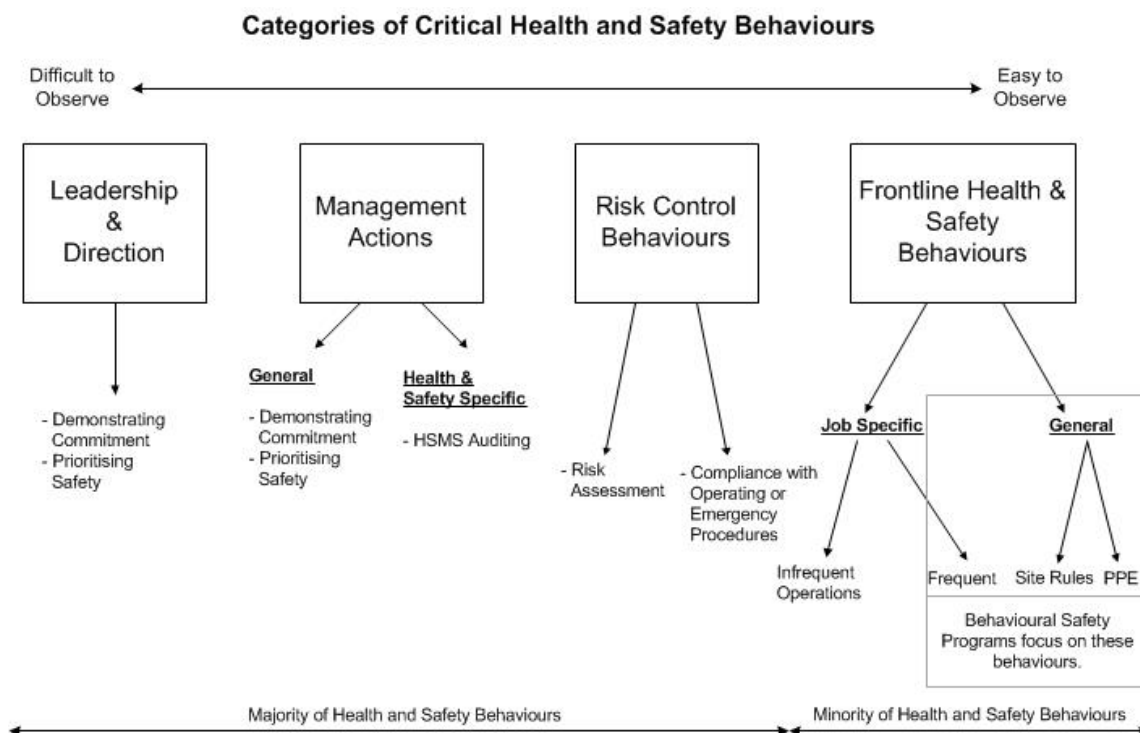 Categories of Critical Health and Safety Behaviours
Difficult to
Observe
Easy to
Observe
Leadership
&
Direction
Management
Actions
Risk Control
Behaviours
Frontline Health &
Safety
Behaviours
General
- Demonstrating
Commitment
- Prioritising
Safety
Health &
Safety Specific
- HSMS Auditing
- Demonstrating
Commitment
- Prioritising
Safety
- Risk
Assessment
- Compliance with
Operating or
Emergency
Procedures
Job Specific
General
Infrequent
Operations
Frequent
Site Rules
PPE
Behavioural Safety
Programs focus on these
behaviours.
Majority of Health and Safety Behaviours
Minority of Health and Safety Behaviours